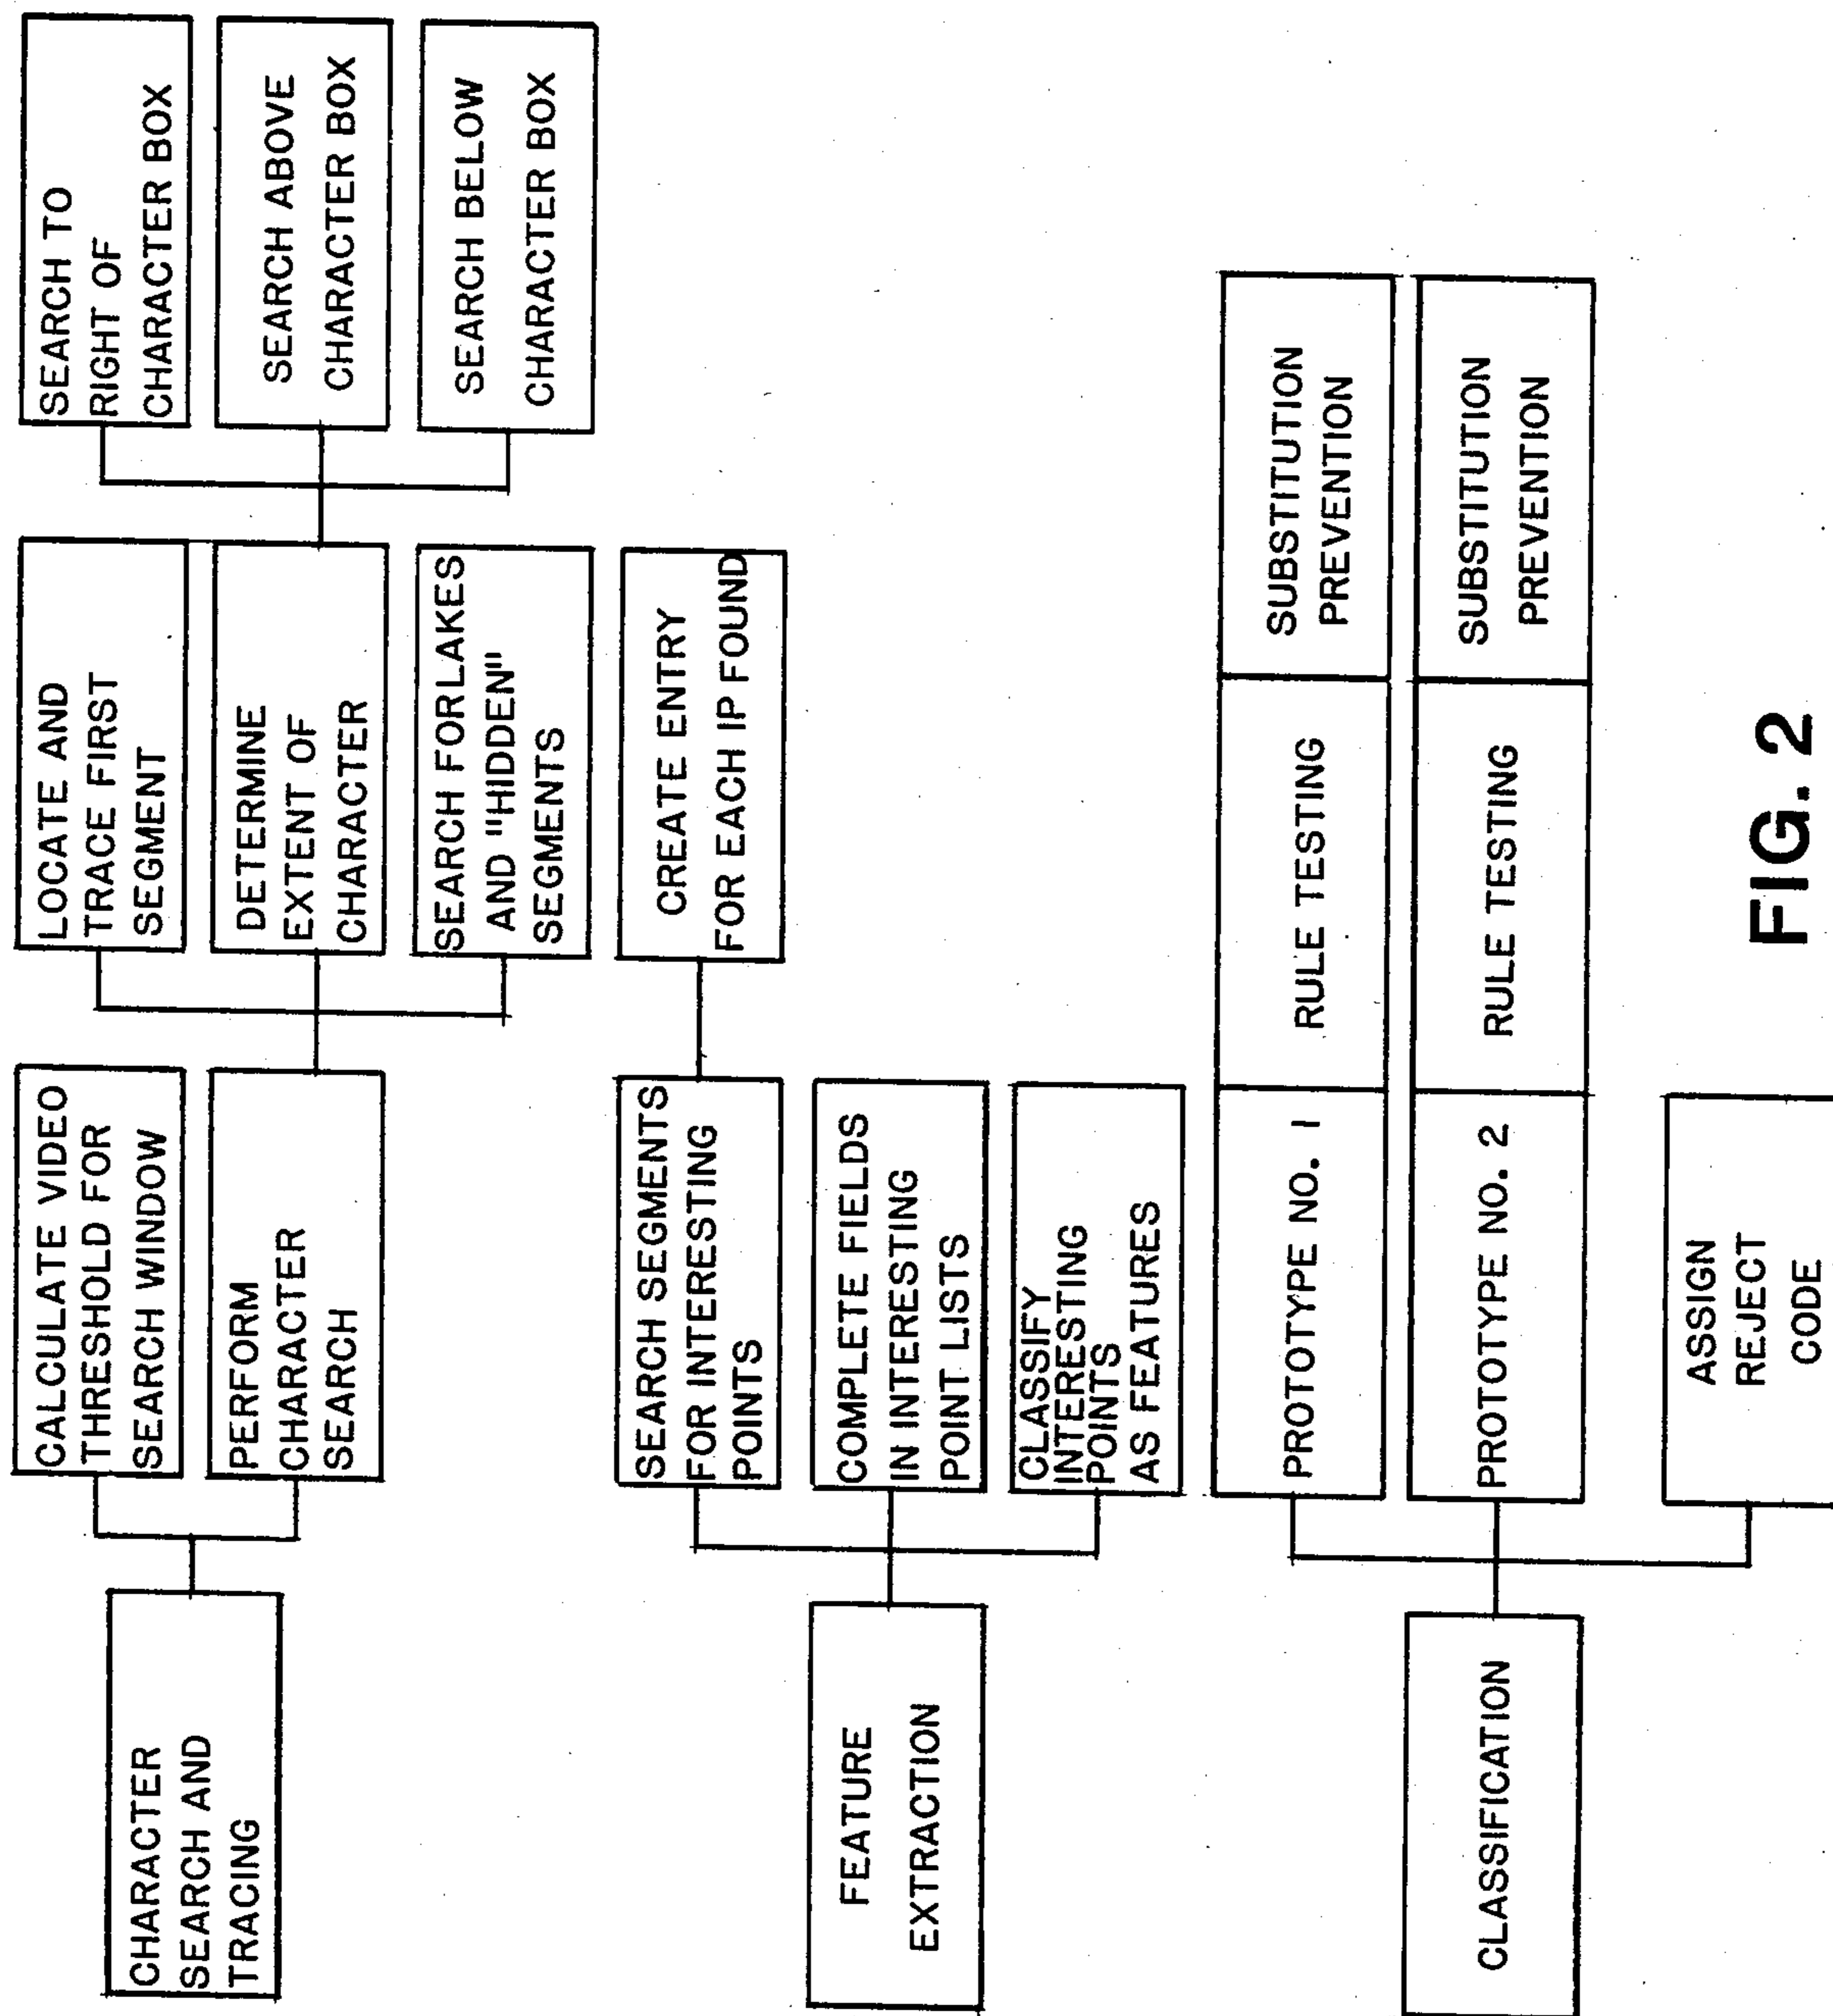 CHARACTER
SEARCH AND
TRACING
CALCULATE VIDEO
THRESHOLD FOR
SEARCH WINDOW
PERFORM
CHARACTER
SEARCH
LOCATE AND
TRACE FIRST
SEGMENT
DETERMINE
EXTENT OF
CHARACTER
SEARCH FORLAKES
AND "HIDDEN"
SEGMENTS
SEARCH TO
RIGHT OF
CHARACTER BOX
SEARCH ABOVE
CHARACTER BOX
SEARCH BELOW
CHARACTER BOX
FEATURE
EXTRACTION
SEARCH SEGMENTS
FOR INTERESTING
POINTS
CREATE ENTRY
FOR EACH IP FOUND
COMPLETE FIELDS
IN INTERESTING
POINT LISTS
CLASSIFY
INTERESTING
POINTS
AS FEATURES
CLASSIFICATION
PROTOTYPE NO. 1
RULE TESTING
SUBSTITUTION
PREVENTION
PROTOTYPE NO. 2
RULE TESTING
SUBSTITUTION
PREVENTION
ASSIGN
REJECT
CODE
FIG. 2